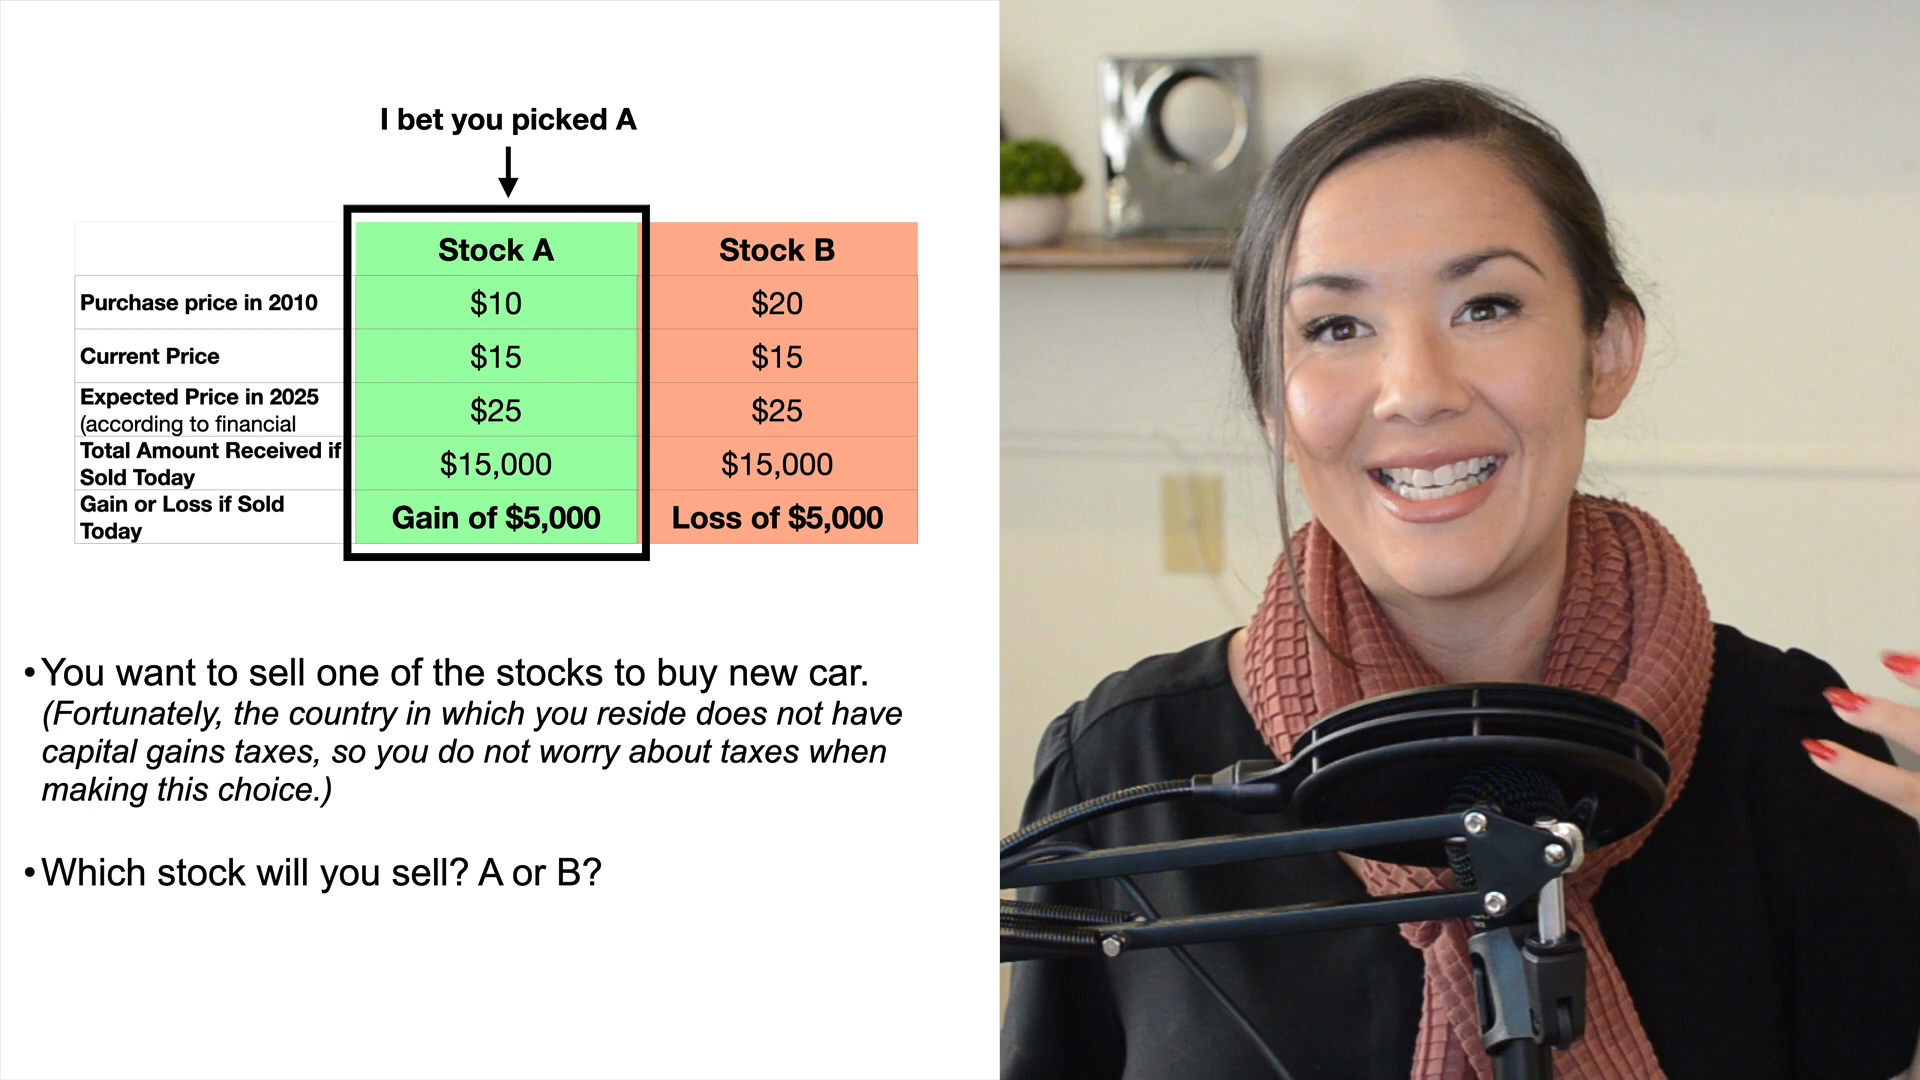 I bet you picked A
Stock A Stock B
Purchase price in 2010 $10 $20
Current Price $15 $15
Expected Price in 2025
(according to financial $25 $25
Total Amount Received if
Sold Today $15,000 $15,000
Gain or Loss if Sold
Today Gain of $5,000 Loss of $5,000
•You want to sell one of the stocks to buy new car.
(Fortunately, the country in which you reside does not have
capital gains taxes, so you do not worry about taxes when
making this choice.)
•Which stock will you sell? A or B?